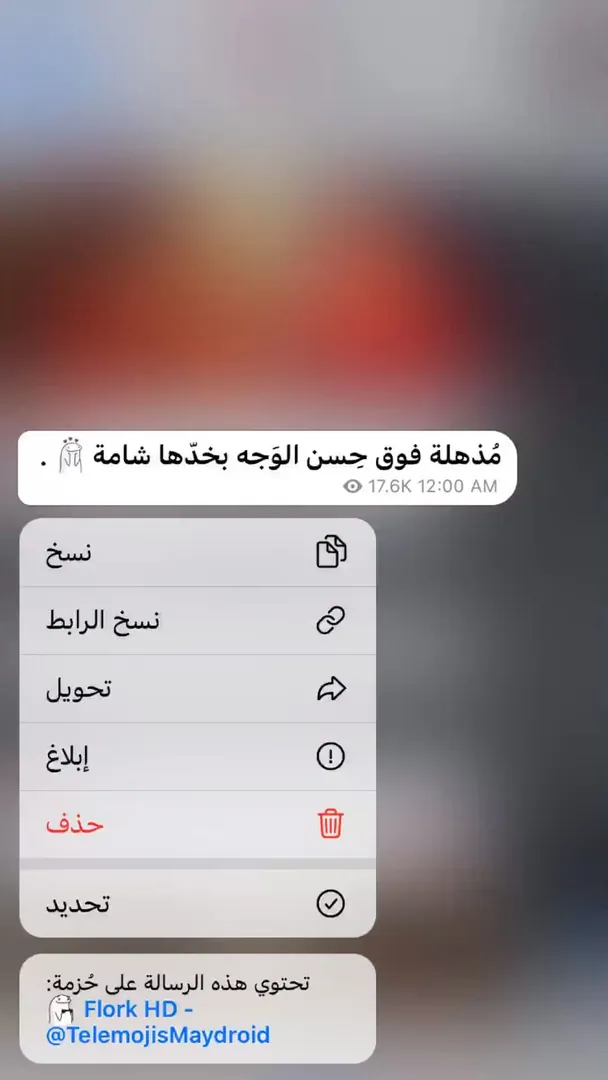 مُذهلة فوق حِسن الوَجه بخدّها شامة .
17.6K 12:00 AM
نسخ
نسخ الرابط
تحويل
إبلاغ
حذف
تحديد
تحتوي هذه الرسالة على حُزمة:
Flork HD -
@TelemojisMaydroid